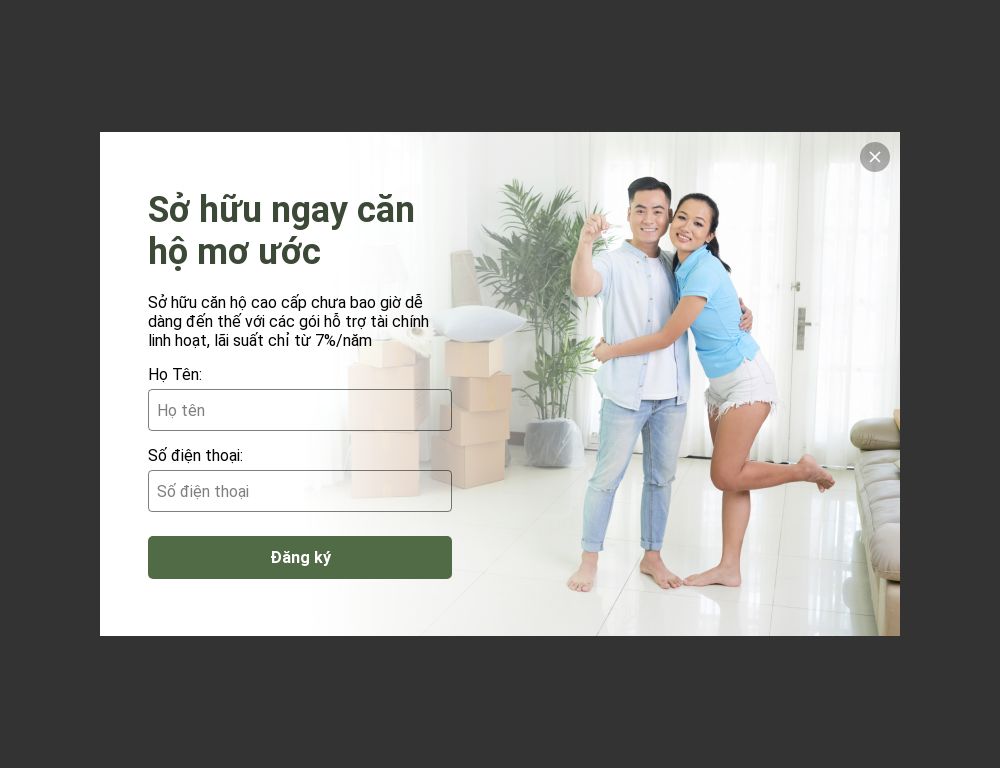 Sở hữu ngay căn
hộ mơ ước
Sở hữu căn hộ cao cấp chưa bao giờ dễ
dàng đến thế với các gói hỗ trợ tài chính
linh hoạt, lãi suất chỉ từ 7%/năm
Họ Tên:
Họ tên
Số điện thoại:
Số điện thoại
Đăng ký